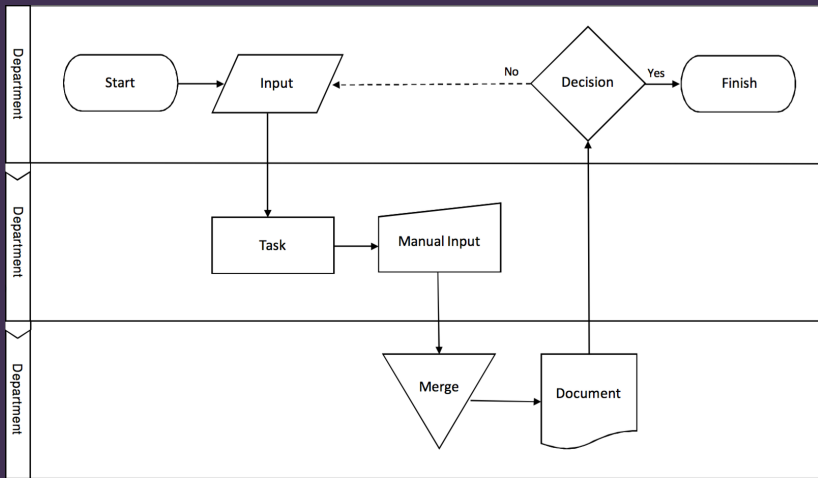 Department
Start
Input
No
Decision
Yes
Finish
Department
Task
Manual Input
Department
Merge
Document